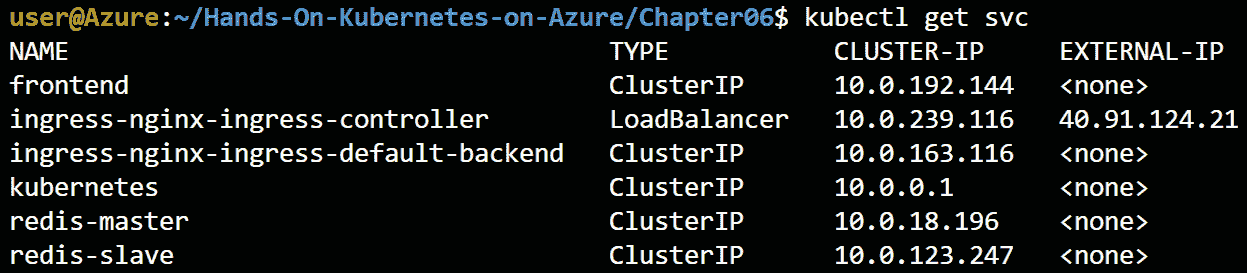 user@Azure:~/Hands-On-Kubernetes-on-Azure/Chapter06$ kubectl get svc
NAME TYPE CLUSTER-IP EXTERNAL-IP
frontend ClusterIP 10.0.192.144 <none>
ingress-nginx-ingress-controller LoadBalancer 10.0.239.116 40.91.124.21
ingress-nginx-ingress-default-backend ClusterIP 10.0.163.116 <none>
kubernetes ClusterIP 10.0.0.1 <none>
redis-master ClusterIP 10.0.18.196 <none>
redis-slave ClusterIP 10.0.123.247 <none>